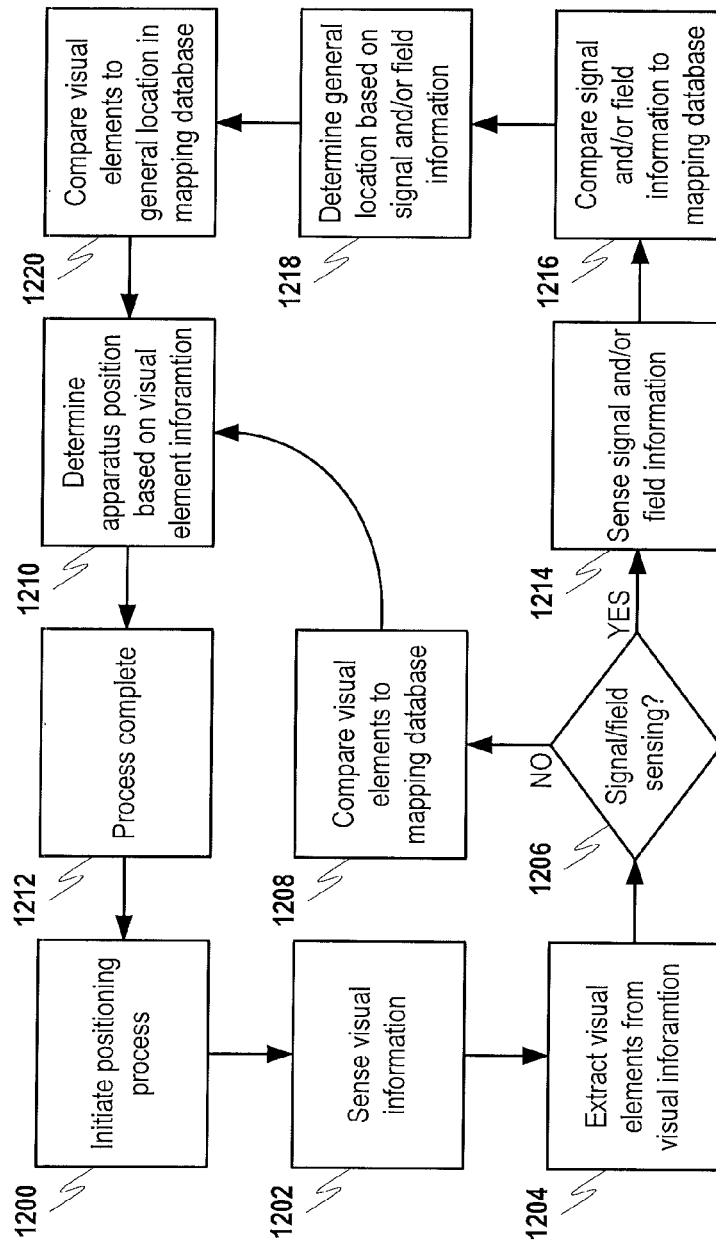 1200
Initiate positioning
process
1202
Sense visual
information
1204
Extract visual
elements from
visual inforamtion
1206
Signal/field
sensing?
NO
YES
1208
Compare visual
elements to
mapping database
1210
Determine
apparatus position
based on visual
element inforamtion
1212
Process complete
1214
Sense signal and/or
field information
1216
Compare signal
and/or field
information to
mapping database
1218
Determine general
location based on
signal and/or field
information
1220
Compare visual
elements to
general location in
mapping database